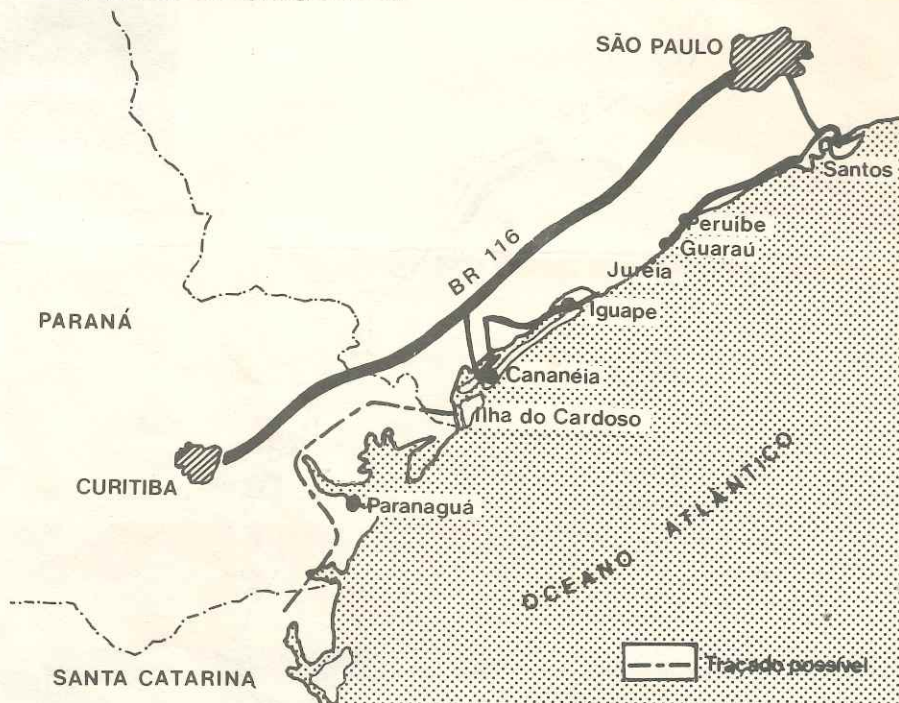 SÃO PAULO
Santos
Peruíbe
Guaraú
BR 116
Juréia
Iguape
PARANÁ
Cananéia
Ilha do Cardoso
CURITIBA
Paranaguá
OCEANO ATLÂNTICO
SANTA CATARINA
Traçado possível